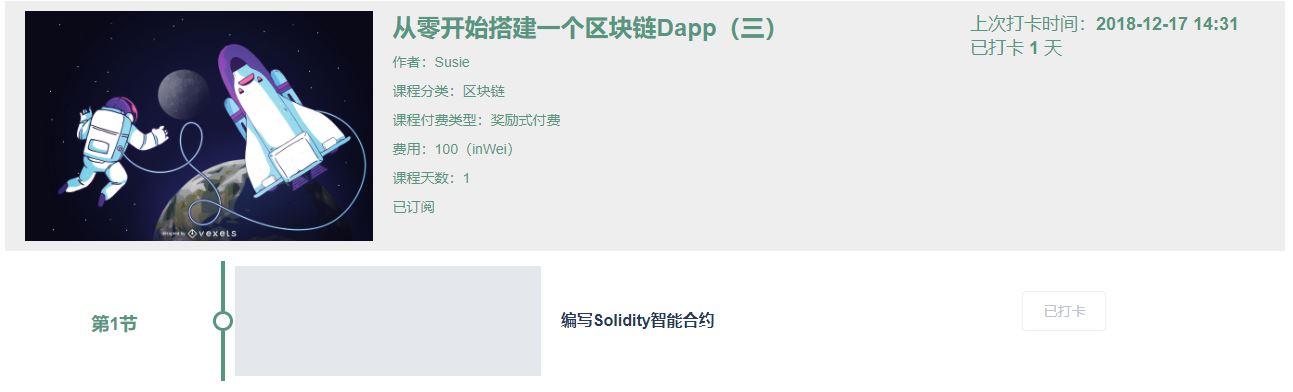 从零开始搭建一个区块链Dapp（三）
作者：Susie
课程分类：区块链
课程付费类型：奖励式付费
费用：100（inWei）
课程天数：1
已订阅
上次打卡时间：2018-12-17 14:31
已打卡 1 天
designed by vexels
第1节
编写Solidity智能合约
已打卡